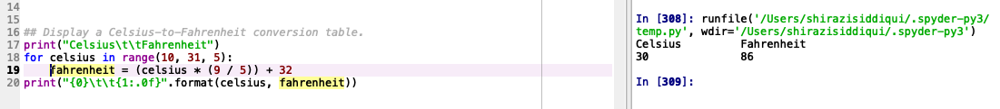 14
15
16 ## Display a Celsius-to-Fahrenheit conversion table.
17 print("Celsius\t\tFahrenheit")
18 for celsius in range(10, 31, 5):
19     fahrenheit = (celsius * (9 / 5)) + 32
20 print("{0}\t\t{1:.0f}".format(celsius, fahrenheit))
In [308]: runfile('/Users/shirazisiddiqui/.spyder-py3/
temp.py', wdir='/Users/shirazisiddiqui/.spyder-py3')
Celsius         Fahrenheit
30              86
In [309]: